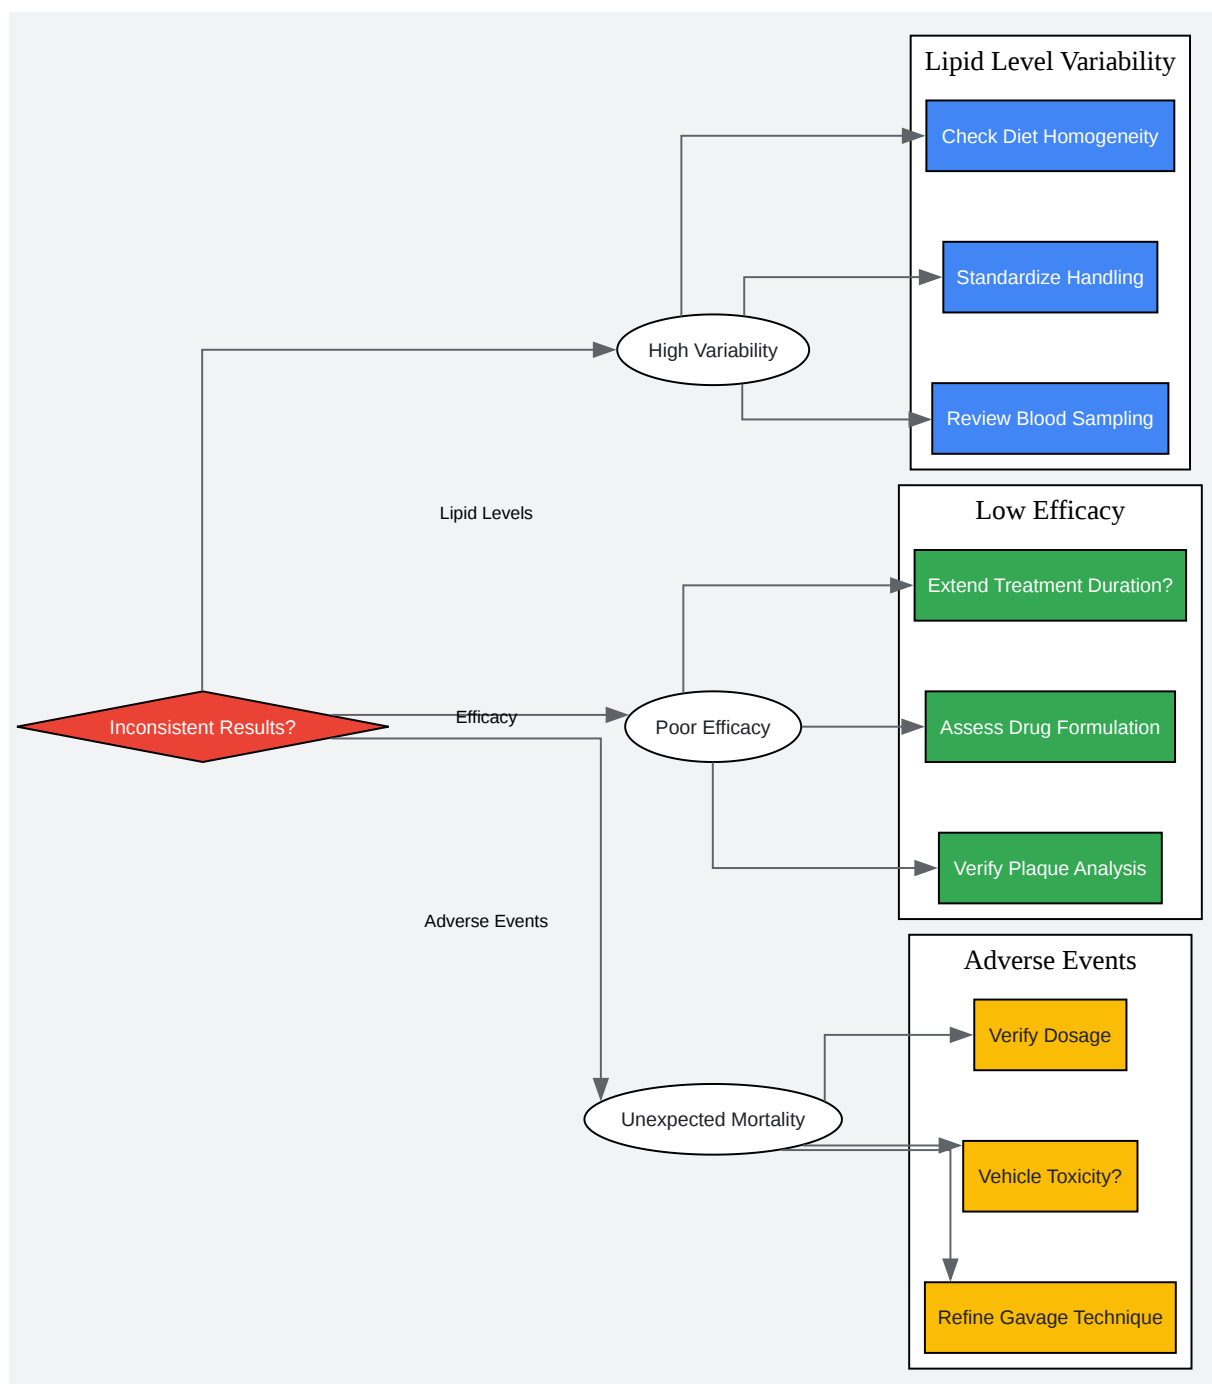 Lipid Level Variability
Check Diet Homogeneity
Standardize Handling
High Variability
Review Blood Sampling
Lipid Levels
Low Efficacy
Extend Treatment Duration?
Inconsistent Results?
Efficacy
Poor Efficacy
Assess Drug Formulation
Verify Plaque Analysis
Adverse Events
Adverse Events
Verify Dosage
Unexpected Mortality
Vehicle Toxicity?
Refine Gavage Technique